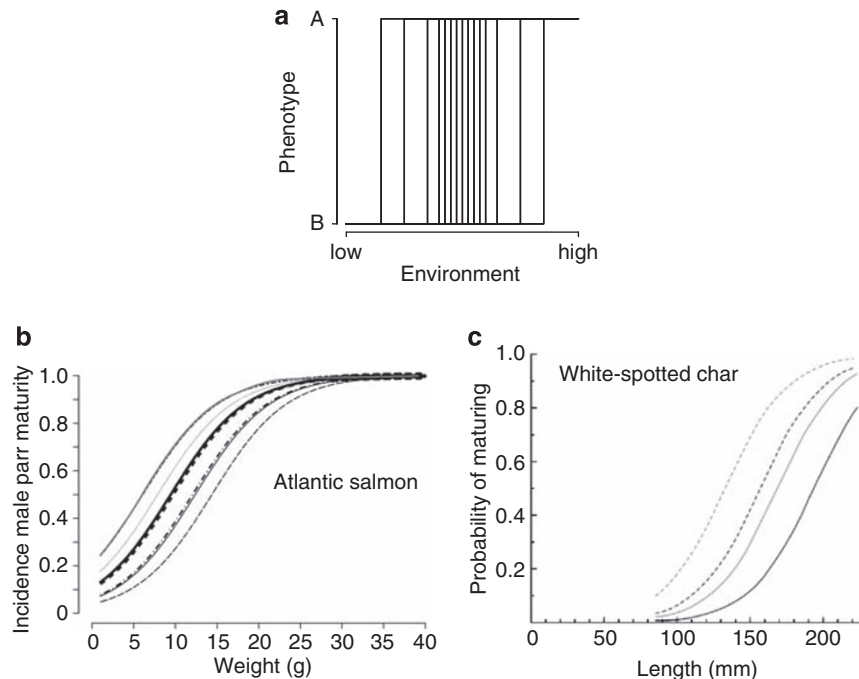 a
A
Phenotype
B
low high
Environment
b
1.0
0.8
0.6
0.4
0.2
0
Incidence male parr maturity
Atlantic salmon
0 5 10 15 20 25 30 35 40
Weight (g)
c
1.0
0.8
0.6
0.4
0.2
Probability of maturing
White-spotted char
0 50 100 150 200
Length (mm)